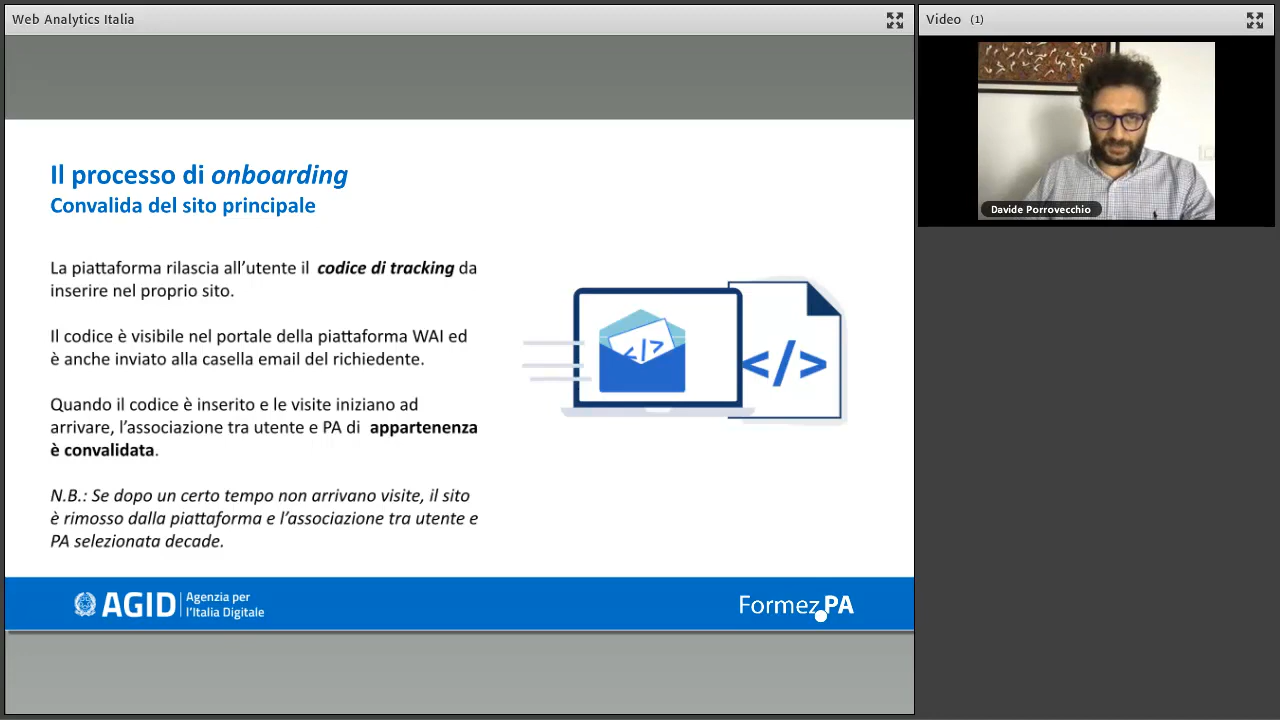 Web Analytics Italia
Video (1)
Davide Porrovecchio
Il processo di onboarding
Convalida del sito principale
La piattaforma rilascia all'utente il codice di tracking da
inserire nel proprio sito.
Il codice è visibile nel portale della piattaforma WAI ed
è anche inviato alla casella email del richiedente.
Quando il codice è inserito e le visite iniziano ad
arrivare, l'associazione tra utente e PA di appartenenza
è convalidata.
N.B.: Se dopo un certo tempo non arrivano visite, il sito
è rimosso dalla piattaforma e l'associazione tra utente e
PA selezionata decade.
</>
</>
AGID Agenzia per
l'Italia Digitale
Formez PA